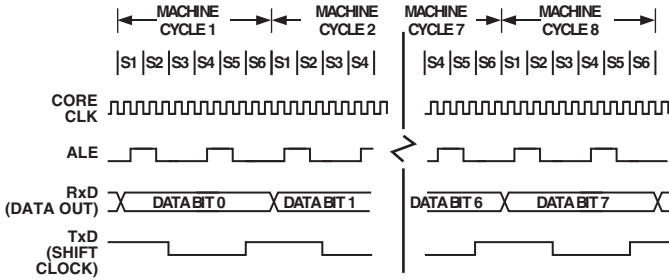 MACHINE CYCLE 1
MACHINE CYCLE 2
MACHINE CYCLE 7
MACHINE CYCLE 8
S1 S2 S3 S4 S5 S6 S1 S2 S3 S4 S4 S5 S6 S1 S2 S3 S4 S5 S6
CORE CLK
ALE
RxD (DATA OUT)
DATA BIT 0
DATA BIT 1
DATA BIT 6
DATA BIT 7
TxD (SHIFT CLOCK)